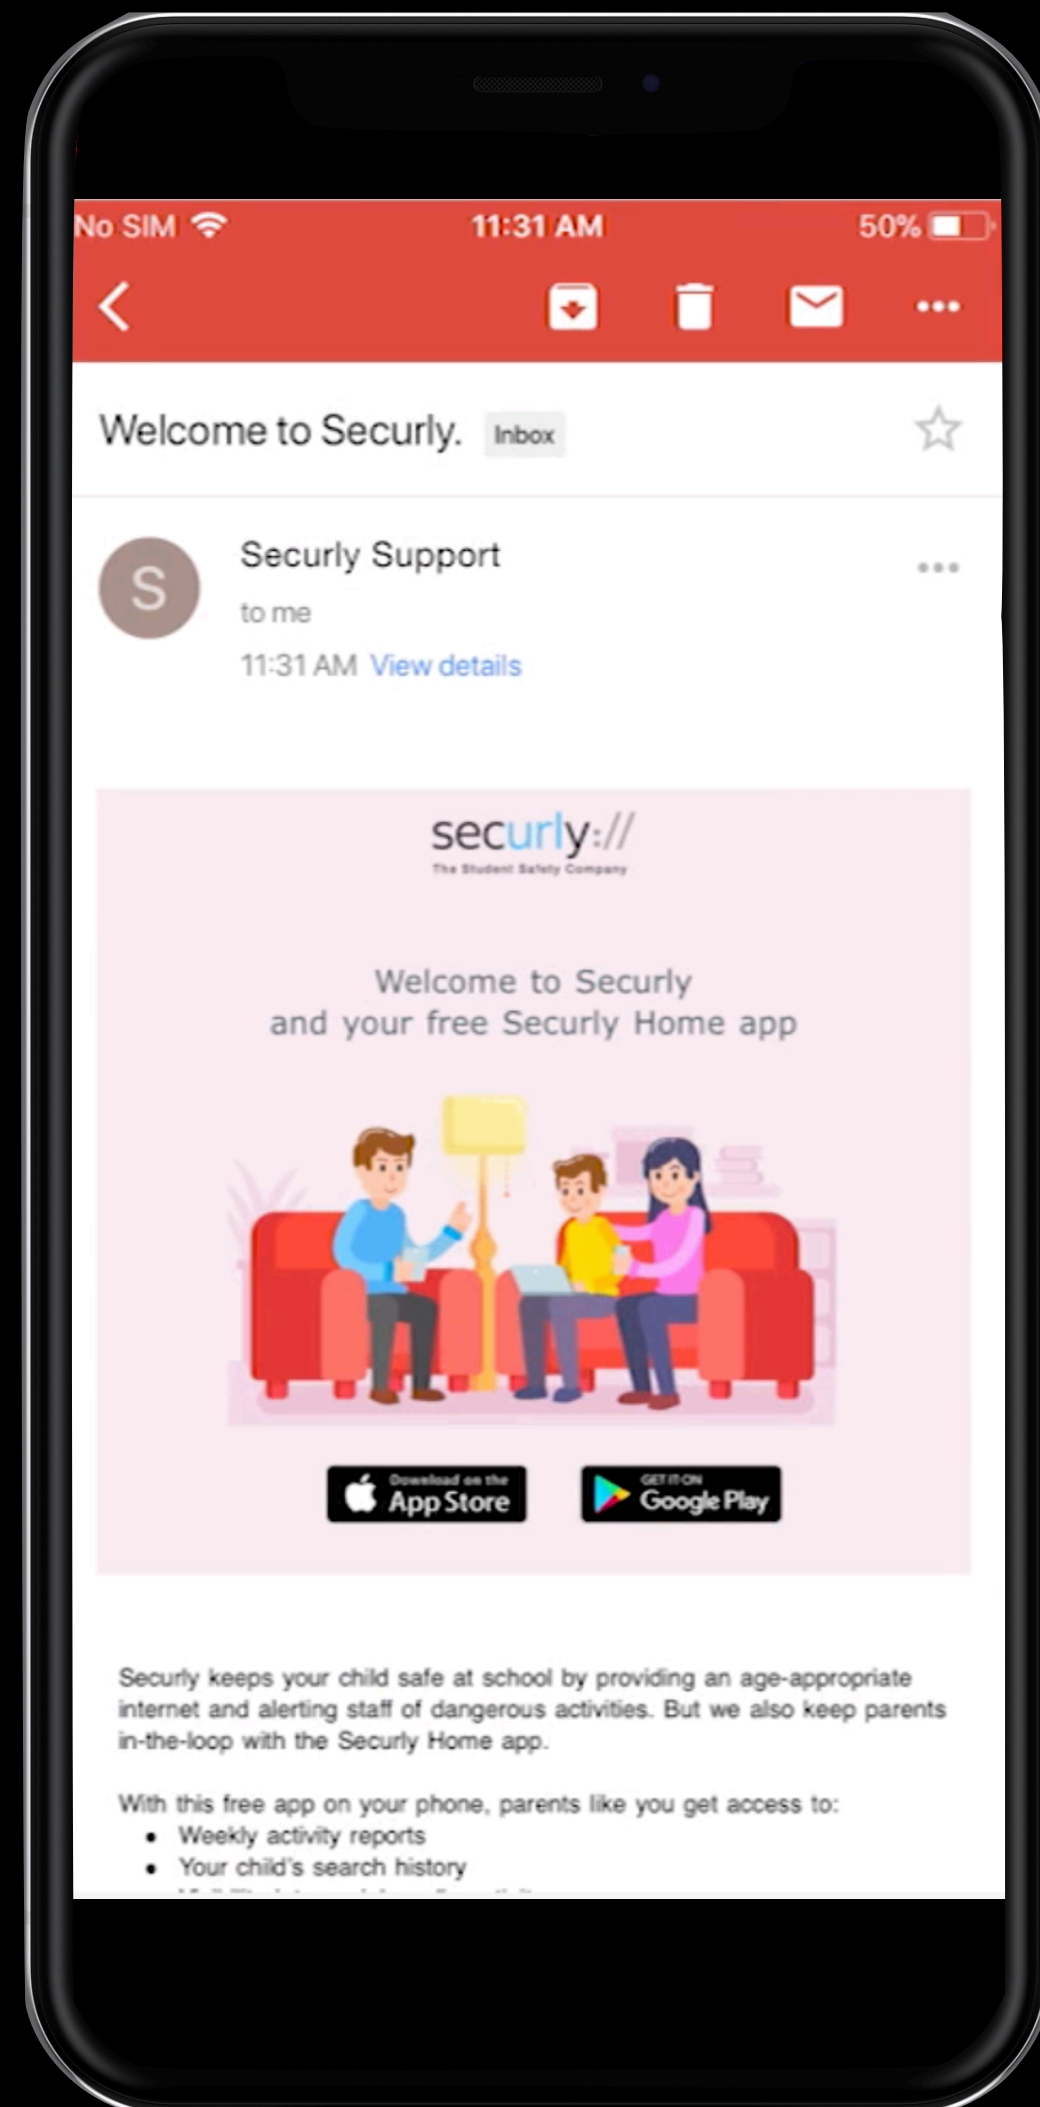 No SIM 11:31 AM 50%
Welcome to Securly. Inbox
S
Securly Support
to me
11:31 AM View details
securly://
The Student Safety Company
Welcome to Securly
and your free Securly Home app
Download on the
App Store
GET IT ON
Google Play
Securly keeps your child safe at school by providing an age-appropriate
internet and alerting staff of dangerous activities. But we also keep parents
in-the-loop with the Securly Home app.
With this free app on your phone, parents like you get access to:
• Weekly activity reports
• Your child's search history